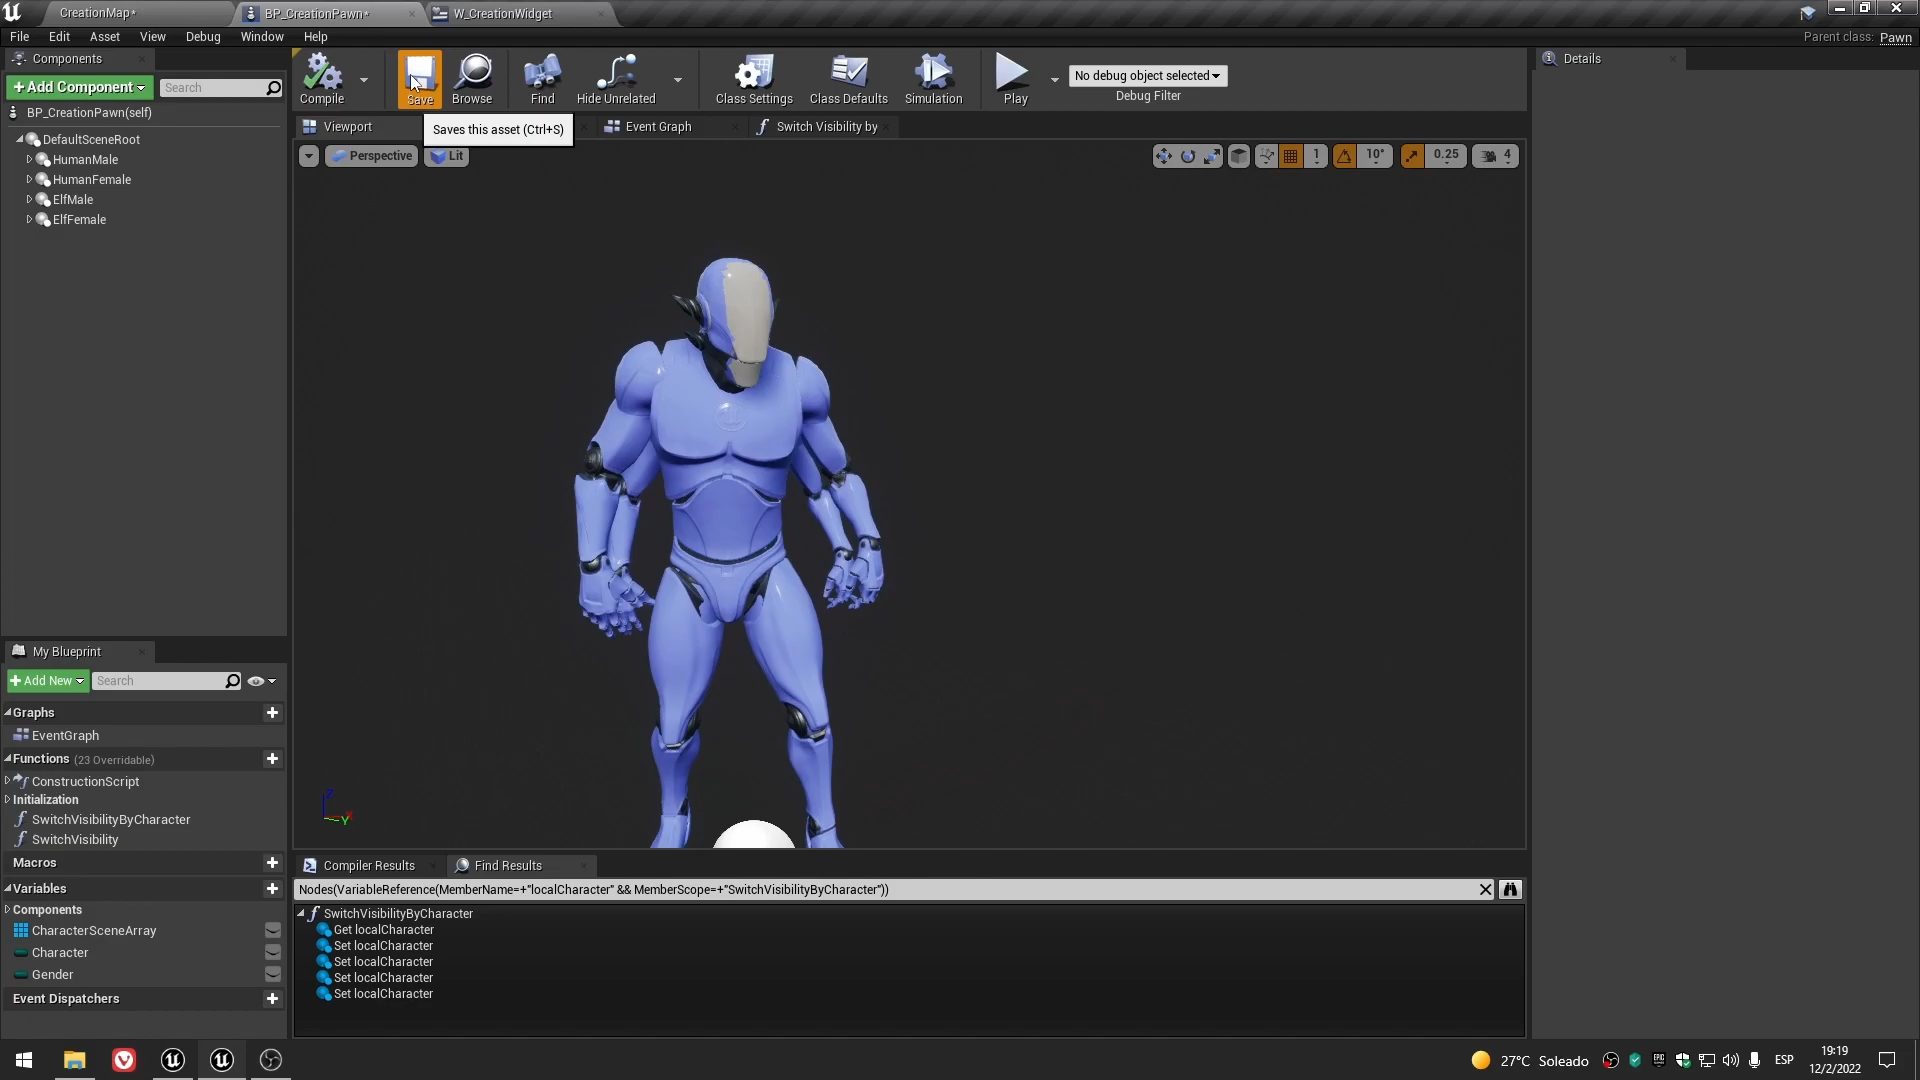 CreationMap*
BP_CreationPawn*
W_CreationWidget
File Edit Asset View Debug Window Help
Parent class: Pawn
Components
+Add Component
Search
BP_CreationPawn(self)
DefaultSceneRoot
HumanMale
HumanFemale
ElfMale
ElfFemale
Compile
Save
Browse
Find
Hide Unrelated
Class Settings
Class Defaults
Simulation
Play
No debug object selected
Debug Filter
Details
Viewport
Saves this asset (Ctrl+S)
Event Graph
Switch Visibility by
Perspective
Lit
1
10°
0.25
4
Z
X
Y
My Blueprint
+Add New
Search
Graphs
EventGraph
Functions (23 Overridable)
ConstructionScript
Initialization
SwitchVisibilityByCharacter
SwitchVisibility
Macros
Variables
Components
CharacterSceneArray
Character
Gender
Event Dispatchers
Compiler Results
Find Results
Nodes(VariableReference(MemberName=+"localCharacter" && MemberScope=+"SwitchVisibilityByCharacter"))
SwitchVisibilityByCharacter
Get localCharacter
Set localCharacter
Set localCharacter
Set localCharacter
Set localCharacter
27°C Soleado
EPIC
ESP
19:19
12/2/2022